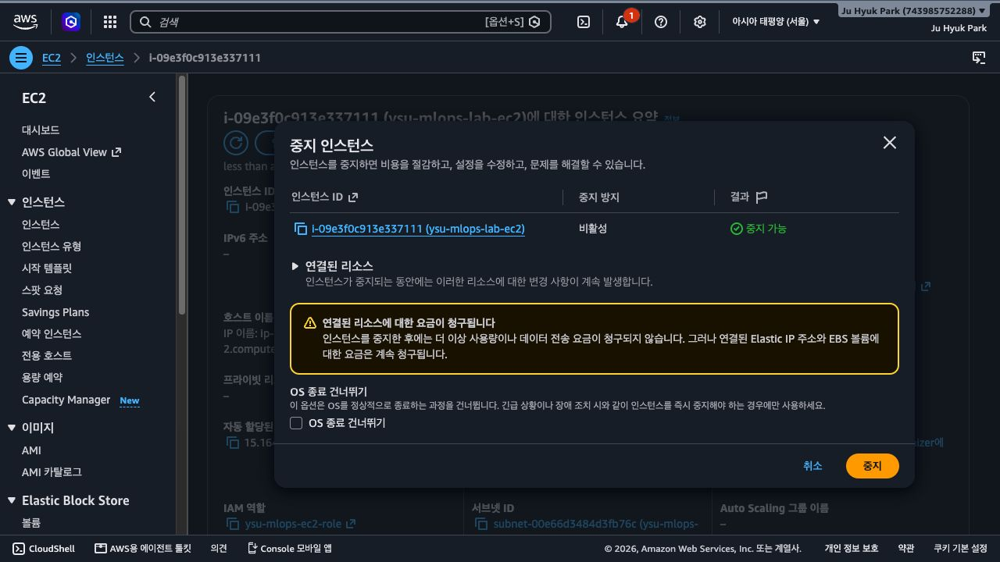 aws
검색
[옵션+S]
1
아시아 태평양 (서울)
Ju Hyuk Park (743985752288)
Ju Hyuk Park
EC2
인스턴스
i-09e3f0c913e337111
EC2
대시보드
AWS Global View
이벤트
인스턴스
인스턴스
인스턴스 유형
시작 템플릿
스팟 요청
Savings Plans
예약 인스턴스
전용 호스트
용량 예약
Capacity Manager New
이미지
AMI
AMI 카탈로그
Elastic Block Store
볼륨
i-09e3f0c913e337111 (ysu-mlops-lab-ec2)에 대한 인스턴스 요약 정보
less than a
인스턴스 ID
i-09e3
IPv6 주소
–
호스트 이름
IP 이름: ip-
2.compute
프라이빗 리
–
자동 할당된
15.16
IAM 역할
ysu-mlops-ec2-role
서브넷 ID
subnet-00e66d3484d3fb76c (ysu-mlops-
Auto Scaling 그룹 이름
–
izer에
중지 인스턴스
인스턴스를 중지하면 비용을 절감하고, 설정을 수정하고, 문제를 해결할 수 있습니다.
인스턴스 ID
중지 방지
결과
i-09e3f0c913e337111 (ysu-mlops-lab-ec2)
비활성
중지 가능
연결된 리소스
인스턴스가 중지되는 동안에는 이러한 리소스에 대한 변경 사항이 계속 발생합니다.
연결된 리소스에 대한 요금이 청구됩니다
인스턴스를 중지한 후에는 더 이상 사용량이나 데이터 전송 요금이 청구되지 않습니다. 그러나 연결된 Elastic IP 주소와 EBS 볼륨에
대한 요금은 계속 청구됩니다.
OS 종료 건너뛰기
이 옵션은 OS를 정상적으로 종료하는 과정을 건너뜁니다. 긴급 상황이나 장애 조치 시와 같이 인스턴스를 즉시 중지해야 하는 경우에만 사용하세요.
OS 종료 건너뛰기
취소
중지
CloudShell
AWS용 에이전트 툴킷
의견
Console 모바일 앱
© 2026, Amazon Web Services, Inc. 또는 계열사.
개인 정보 보호
약관
쿠키 기본 설정